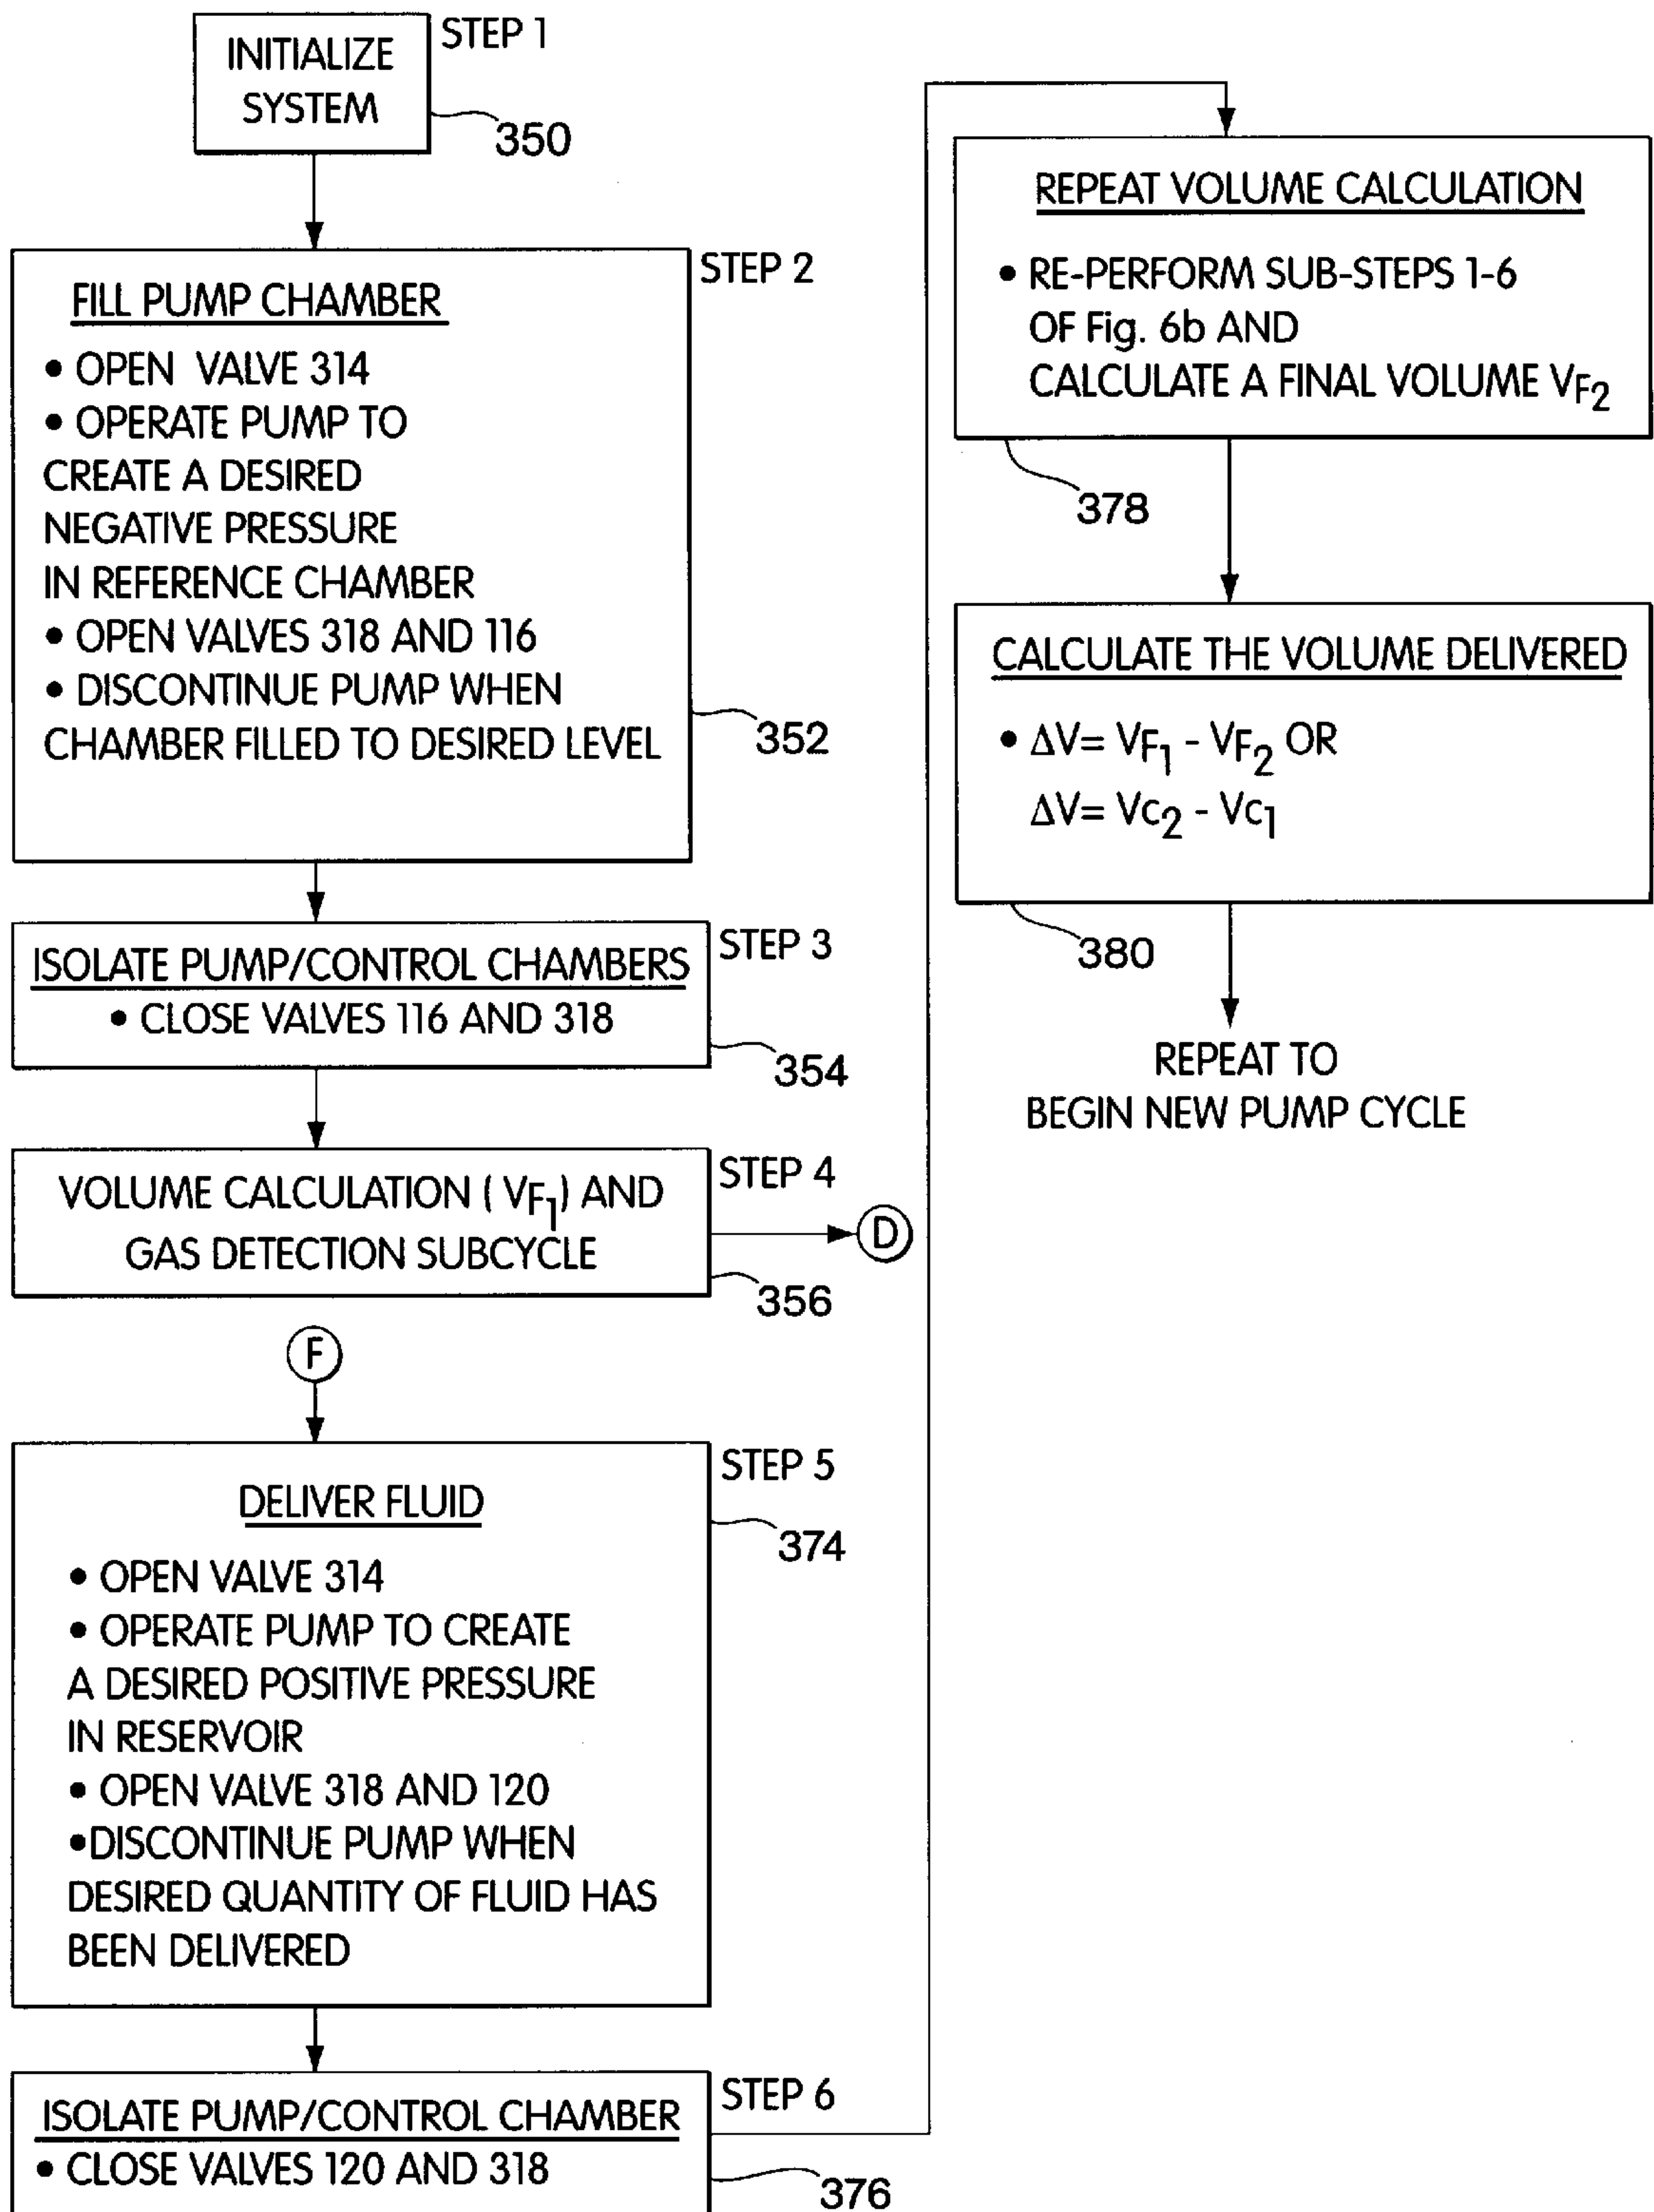 INITIALIZE
SYSTEM
STEP 1
350
FILL PUMP CHAMBER
STEP 2
• OPEN VALVE 314
• OPERATE PUMP TO
CREATE A DESIRED
NEGATIVE PRESSURE
IN REFERENCE CHAMBER
• OPEN VALVES 318 AND 116
• DISCONTINUE PUMP WHEN
CHAMBER FILLED TO DESIRED LEVEL
352
ISOLATE PUMP/CONTROL CHAMBERS
STEP 3
• CLOSE VALVES 116 AND 318
354
VOLUME CALCULATION ( VF1) AND
GAS DETECTION SUBCYCLE
STEP 4
D
356
F
DELIVER FLUID
STEP 5
374
• OPEN VALVE 314
• OPERATE PUMP TO CREATE
A DESIRED POSITIVE PRESSURE
IN RESERVOIR
• OPEN VALVE 318 AND 120
•DISCONTINUE PUMP WHEN
DESIRED QUANTITY OF FLUID HAS
BEEN DELIVERED
ISOLATE PUMP/CONTROL CHAMBER
STEP 6
• CLOSE VALVES 120 AND 318
376
REPEAT VOLUME CALCULATION
• RE-PERFORM SUB-STEPS 1-6
OF Fig. 6b AND
CALCULATE A FINAL VOLUME VF2
378
CALCULATE THE VOLUME DELIVERED
• ΔV= VF1 - VF2 OR
ΔV= Vc2 - Vc1
380
REPEAT TO
BEGIN NEW PUMP CYCLE